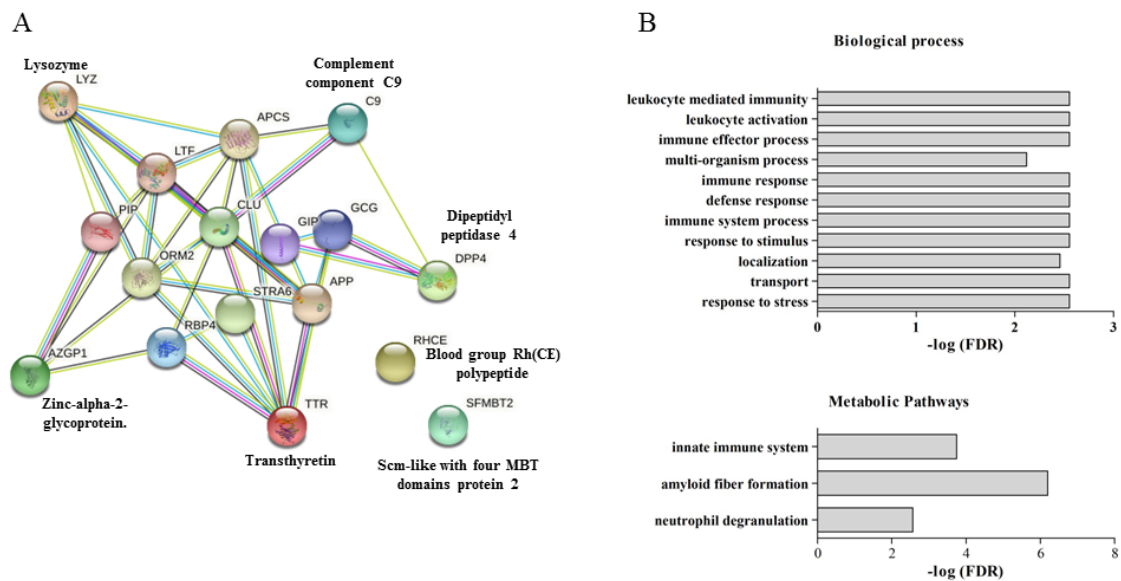 A
Lysozyme
LYZ
Complement
component C9
C9
APCS
LTF
PIP
CLU
GIP
GCG
Dipeptidyl
peptidase 4
DPP4
ORM2
STRA6
APP
RBP4
AZGP1
RHCE
Blood group Rh(CE)
polypeptide
Zinc-alpha-2-
glycoprotein.
TTR
SFMBT2
Transthyretin
Scm-like with four MBT
domains protein 2
B
Biological process
leukocyte mediated immunity
leukocyte activation
immune effector process
multi-organism process
immune response
defense response
immune system process
response to stimulus
localization
transport
response to stress
0 1 2 3
-log (FDR)
Metabolic Pathways
innate immune system
amyloid fiber formation
neutrophil degranulation
0 2 4 6 8
-log (FDR)